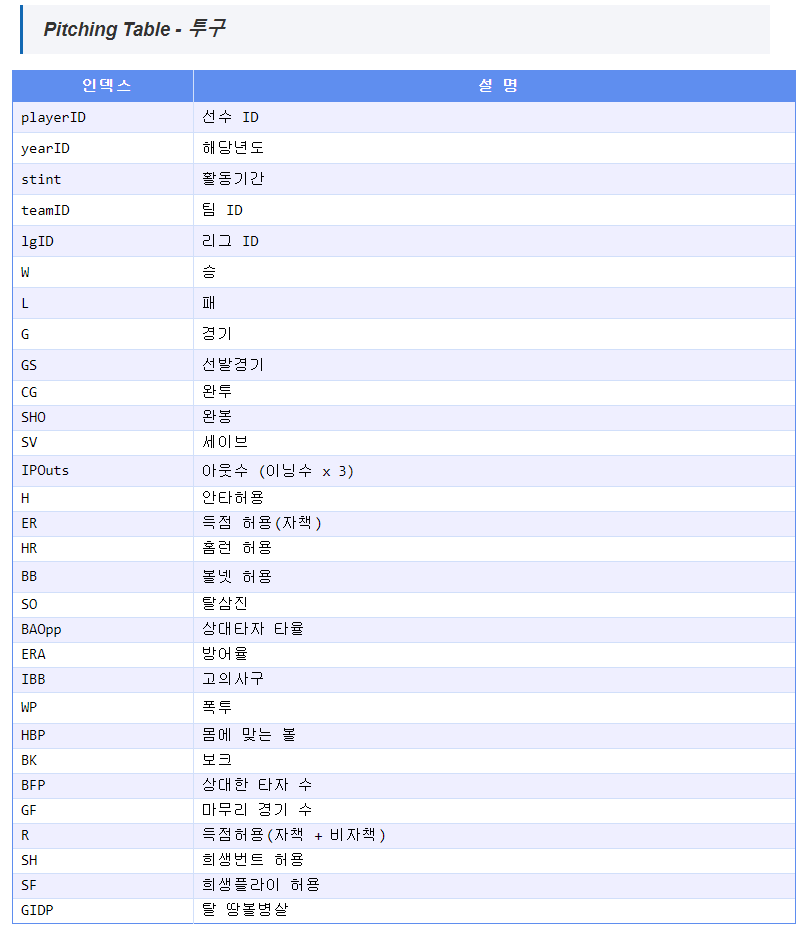 Pitching Table - 투구
인덱스 설 명
playerID 선수 ID
yearID 해당년도
stint 활동기간
teamID 팀 ID
lgID 리그 ID
W 승
L 패
G 경기
GS 선발경기
CG 완투
SHO 완봉
SV 세이브
IPOuts 아웃수 (이닝수 x 3)
H 안타허용
ER 득점 허용(자책)
HR 홈런 허용
BB 볼넷 허용
SO 탈삼진
BAOpp 상대타자 타율
ERA 방어율
IBB 고의사구
WP 폭투
HBP 몸에 맞는 볼
BK 보크
BFP 상대한 타자 수
GF 마무리 경기 수
R 득점허용(자책 + 비자책)
SH 희생번트 허용
SF 희생플라이 허용
GIDP 탈 땅볼병살